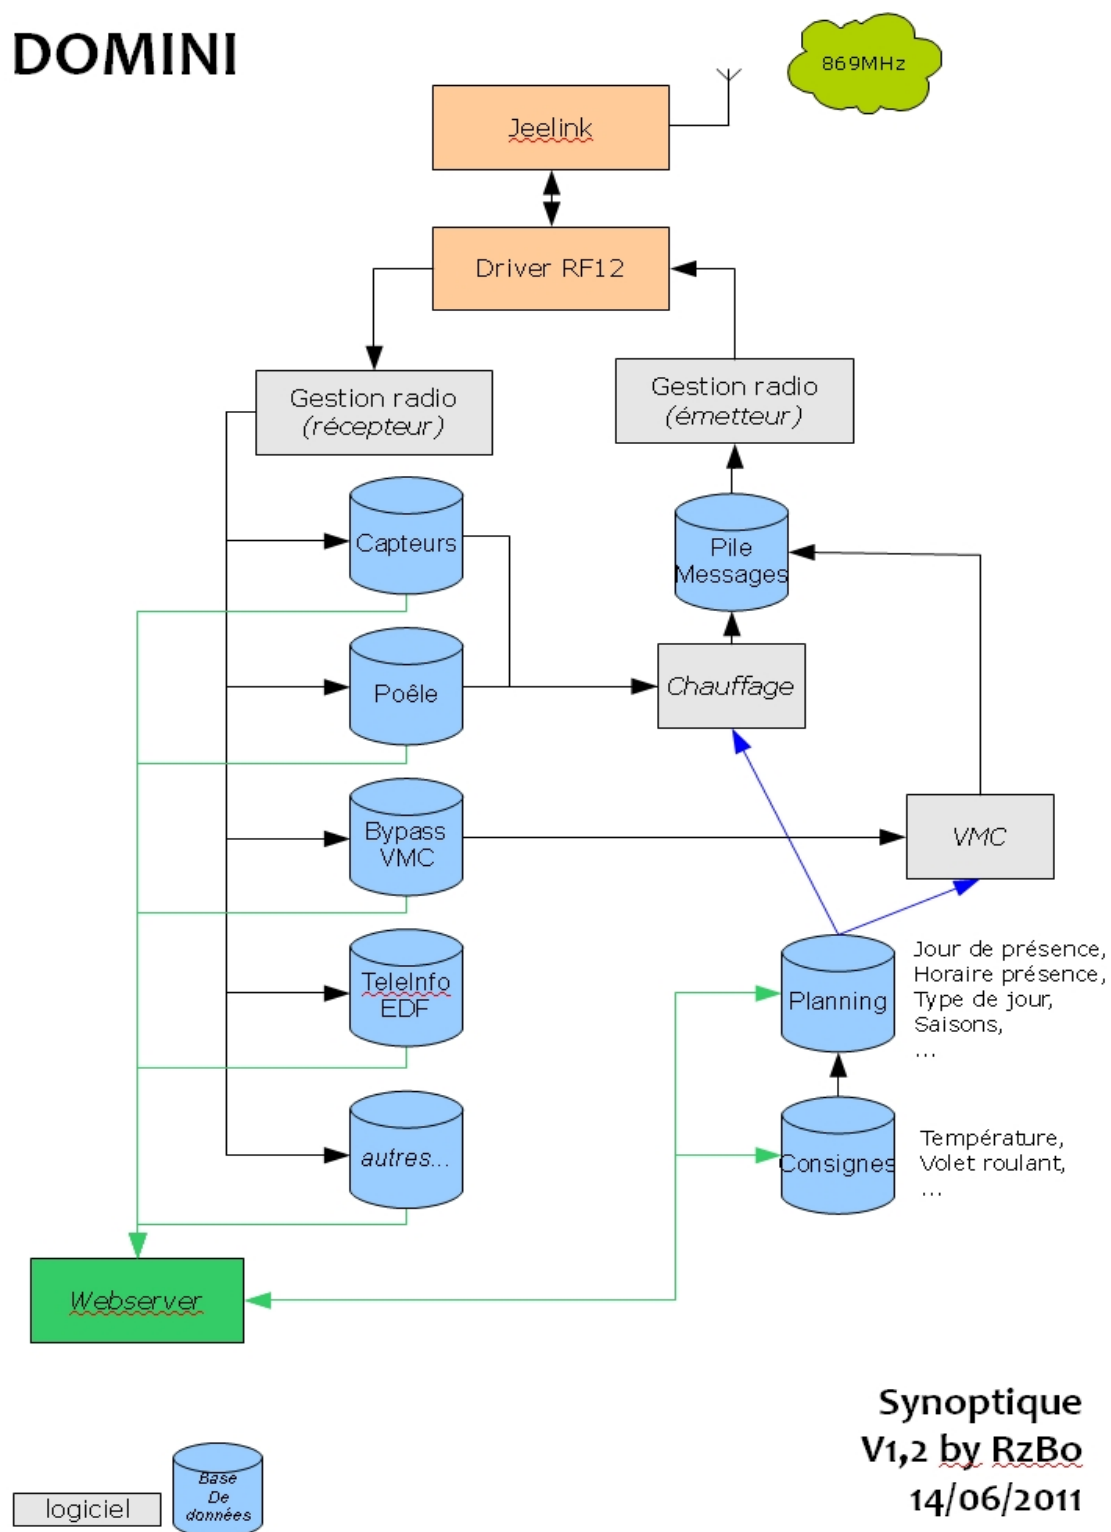 DOMINI
869MHz
Jeelink
Driver RF12
Gestion radio
(récepteur)
Gestion radio
(émetteur)
Capteurs
Pile
Messages
Poêle
Chauffage
Bypass
VMC
VMC
TeleInfo
EDF
Planning
Jour de présence,
Horaire présence,
Type de jour,
Saisons,
...
autres...
Consignes
Température,
Volet roulant,
...
Webserver
Synoptique
V1,2 by RzBo
14/06/2011
logiciel
Base
De
données